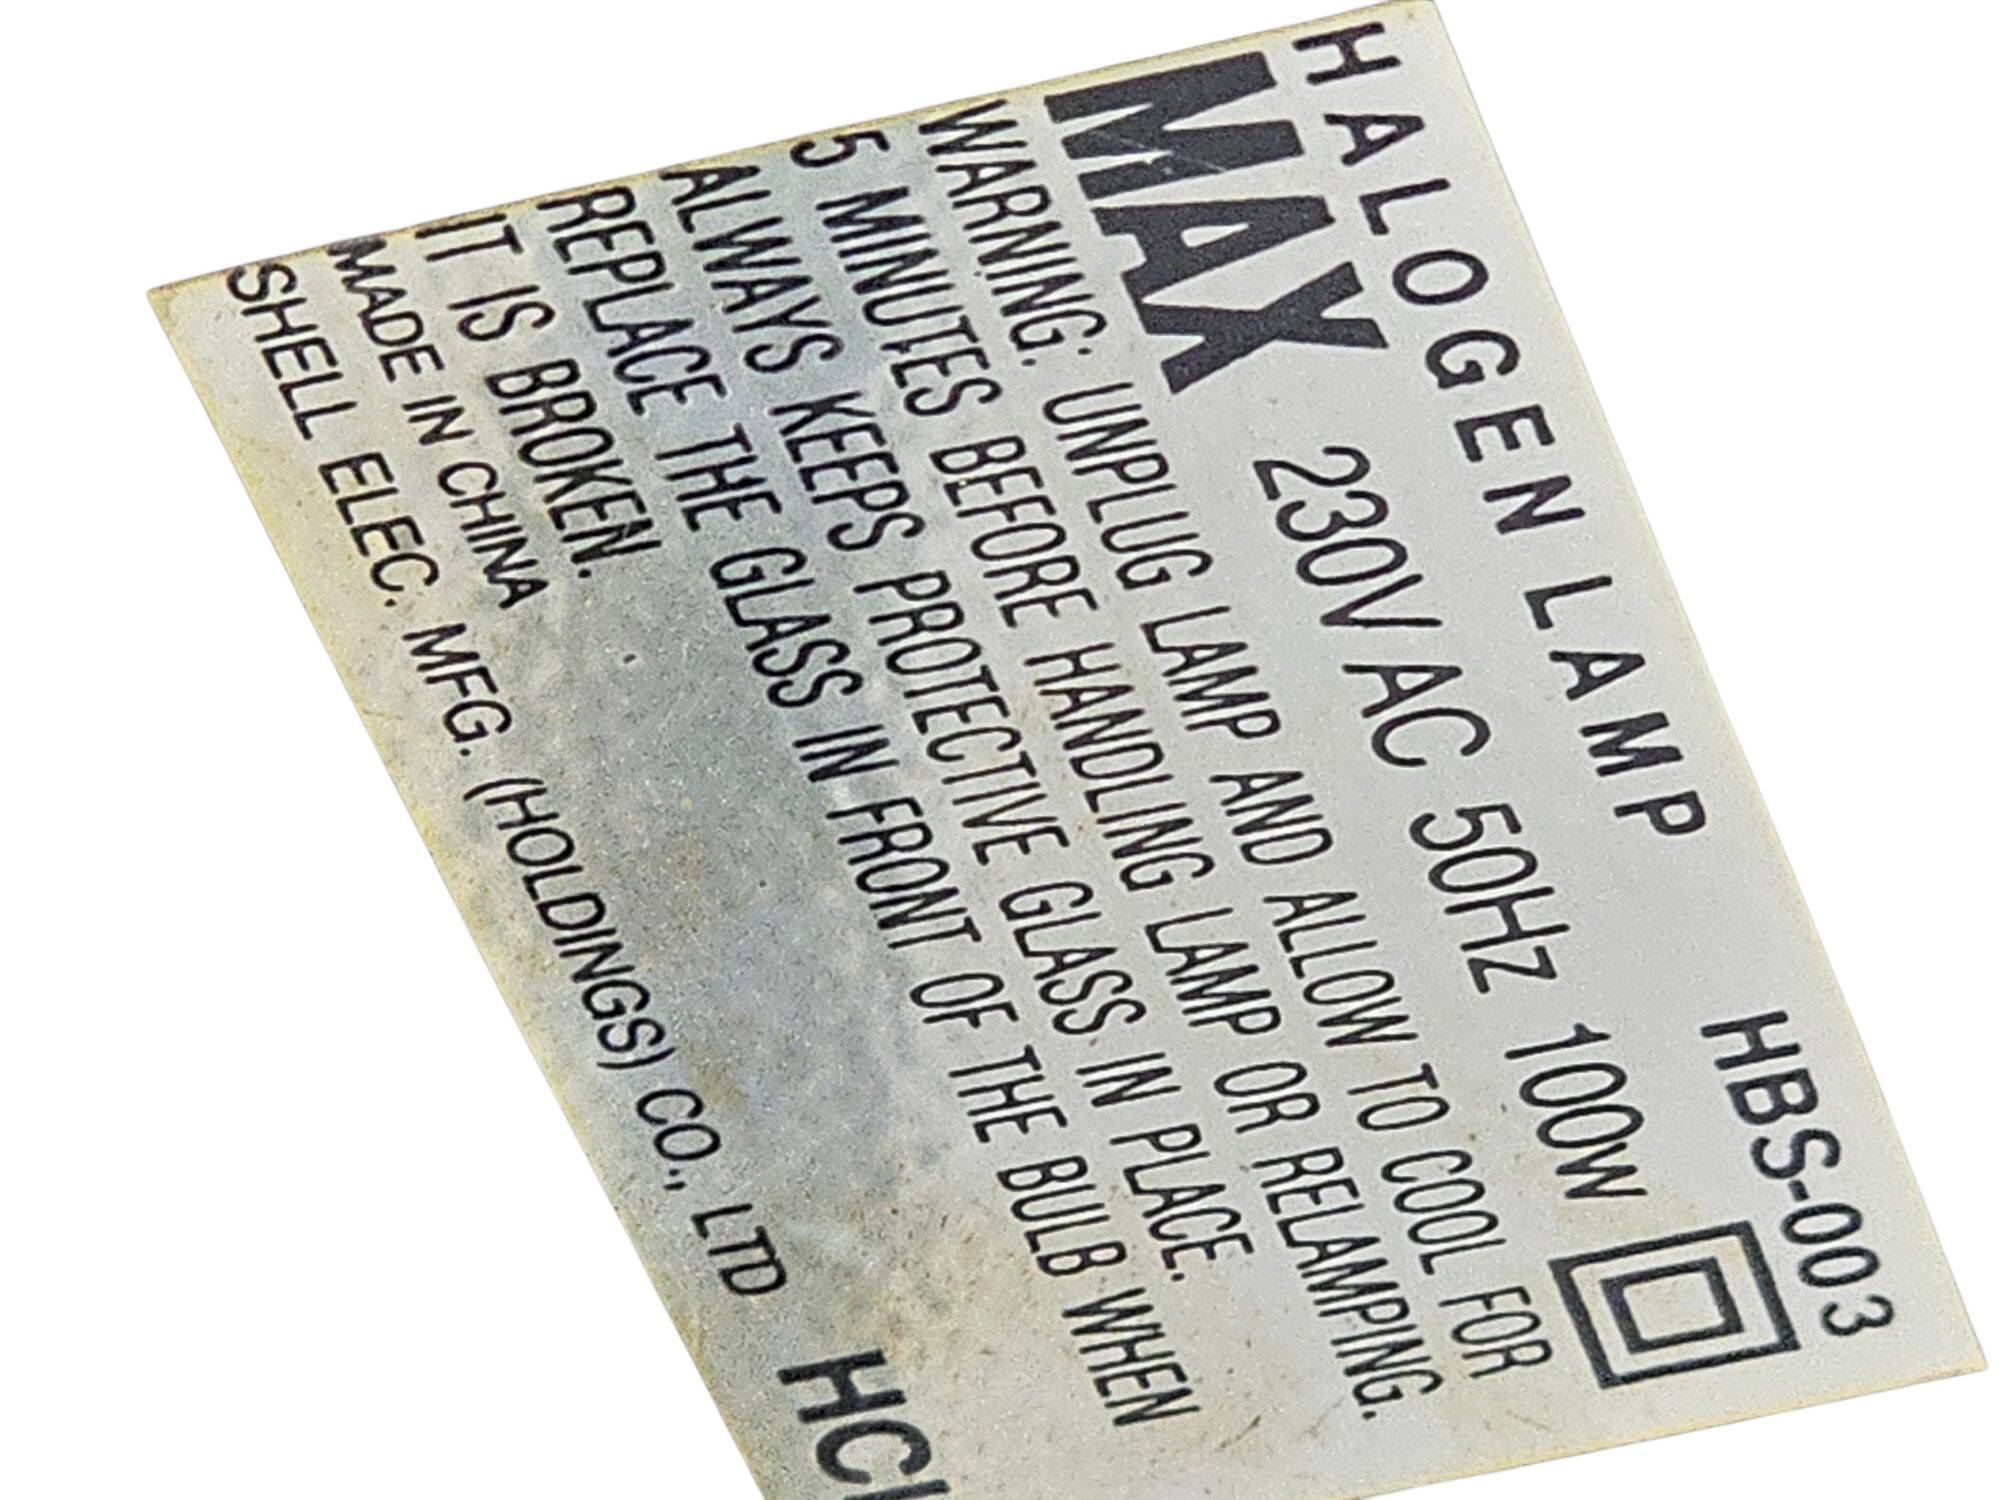 HALOGEN LAMP HBS-003
MAX 230V AC 50Hz 100W
WARNING: UNPLUG LAMP AND ALLOW TO COOL FOR
5 MINUTES BEFORE HANDLING LAMP OR RELAMPING.
ALWAYS KEEPS PROTECTIVE GLASS IN PLACE.
REPLACE THE GLASS IN FRONT OF THE BULB WHEN
IT IS BROKEN.
MADE IN CHINA
SHELL ELEC. MFG. (HOLDINGS) CO., LTD